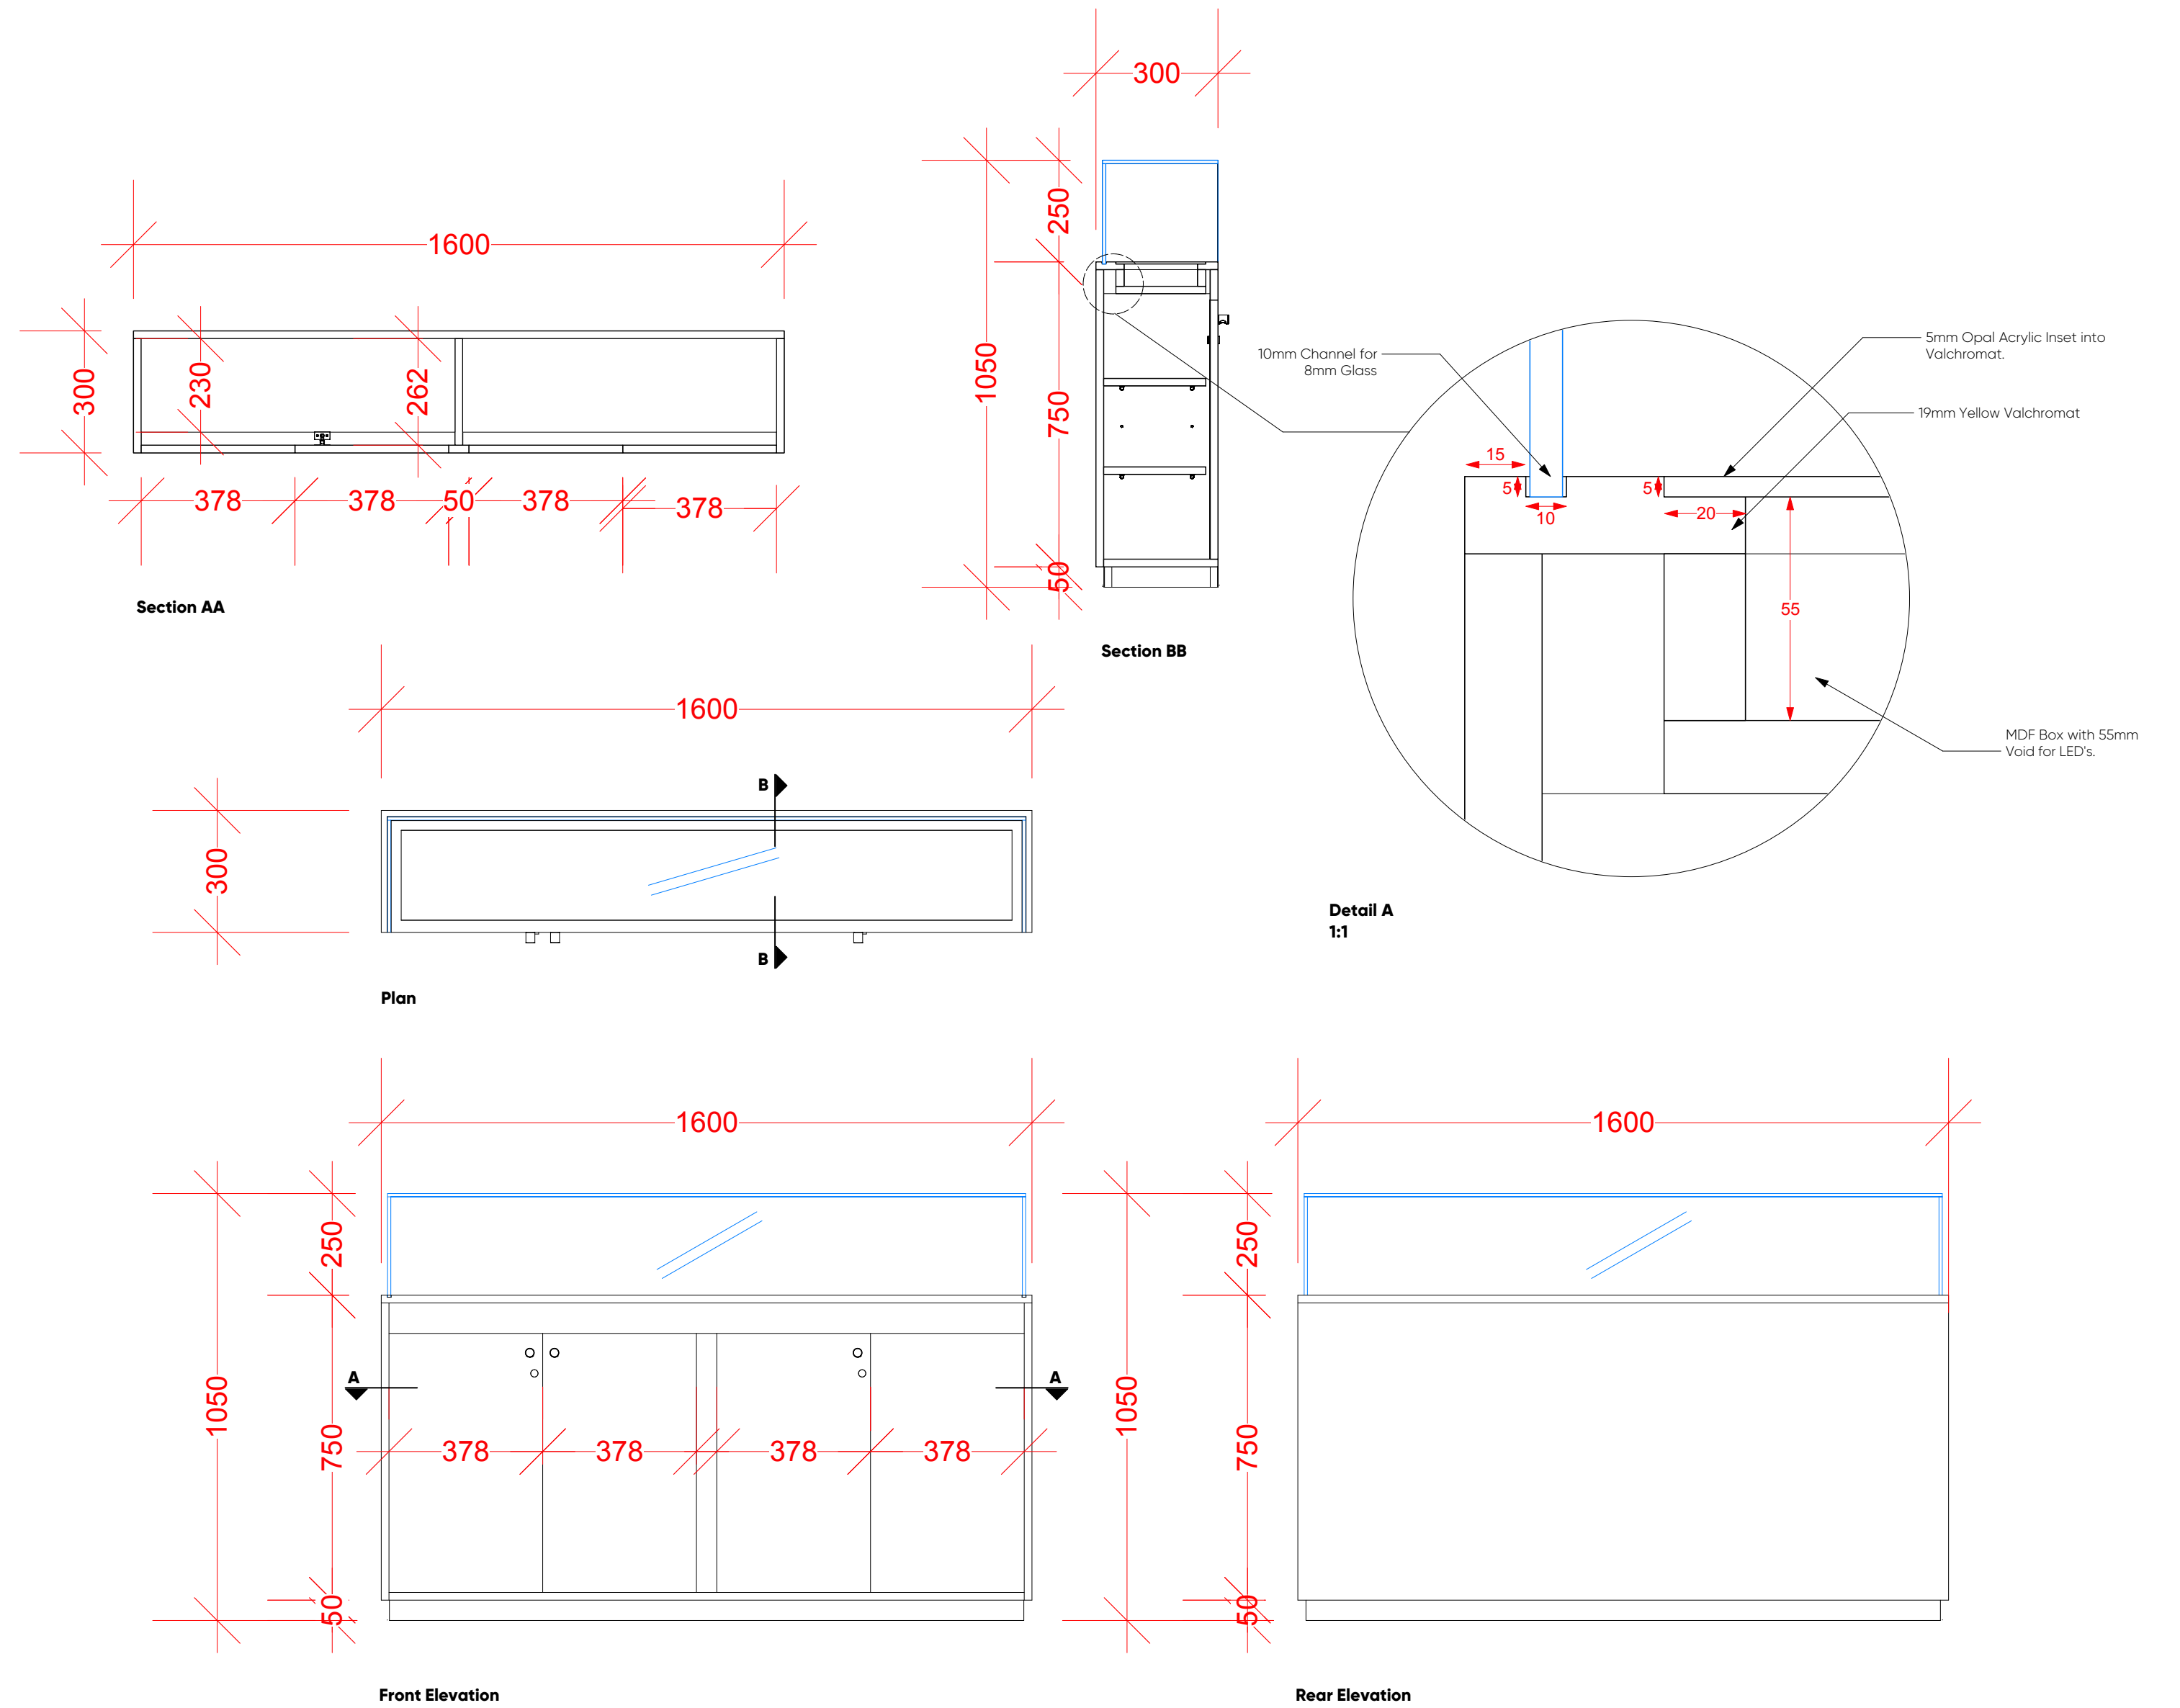 300
250
1050
750
50
Section BB
1600
300
230
262
378
378
50
378
378
Section AA
10mm Channel for
8mm Glass
5mm Opal Acrylic Inset into
Valchromat.
19mm Yellow Valchromat
15
5
10
5
20
55
MDF Box with 55mm
Void for LED's.
Detail A
1:1
1600
300
B
B
Plan
1600
250
1050
750
50
A
A
378
378
378
378
Front Elevation
1600
250
1050
750
50
Rear Elevation